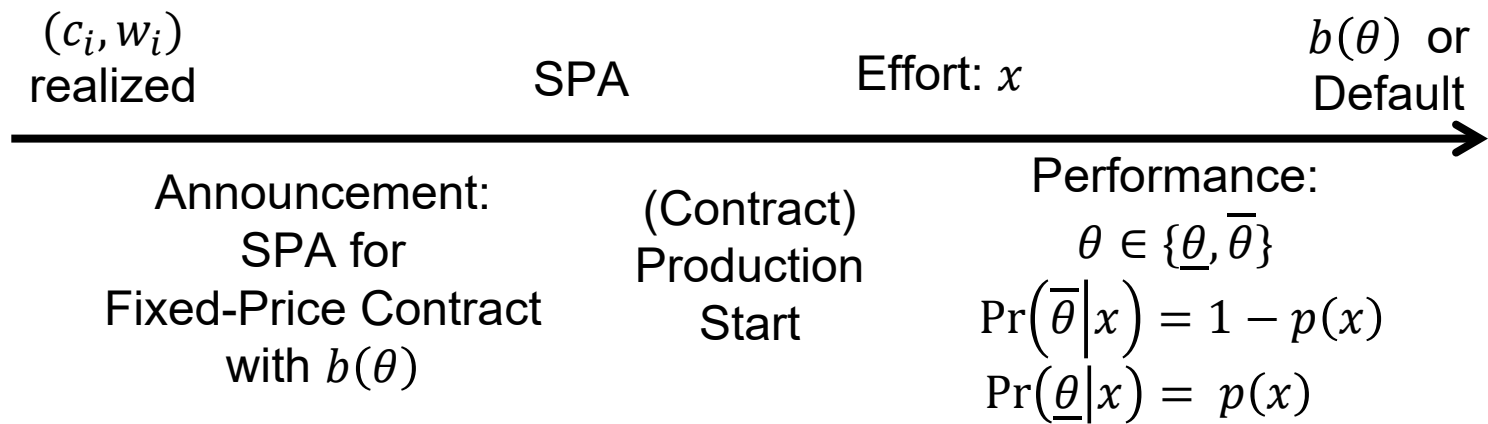 (c_i, w_i)
realized
SPA
Effort: x
b(θ) or
Default
Announcement:
SPA for
Fixed-Price Contract
with b(θ)
(Contract)
Production
Start
Performance:
θ ∈ {θ̲, θ̅}
Pr(θ̅|x) = 1 − p(x)
Pr(θ̲|x) = p(x)